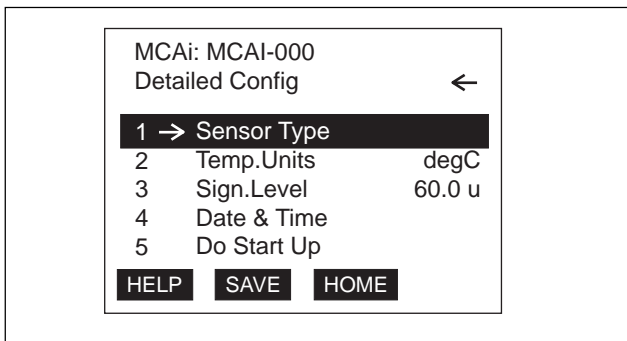 MCAi: MCAI-000
Detailed Config ←
1 → Sensor Type
2 Temp.Units degC
3 Sign.Level 60.0 u
4 Date & Time
5 Do Start Up
HELP SAVE HOME